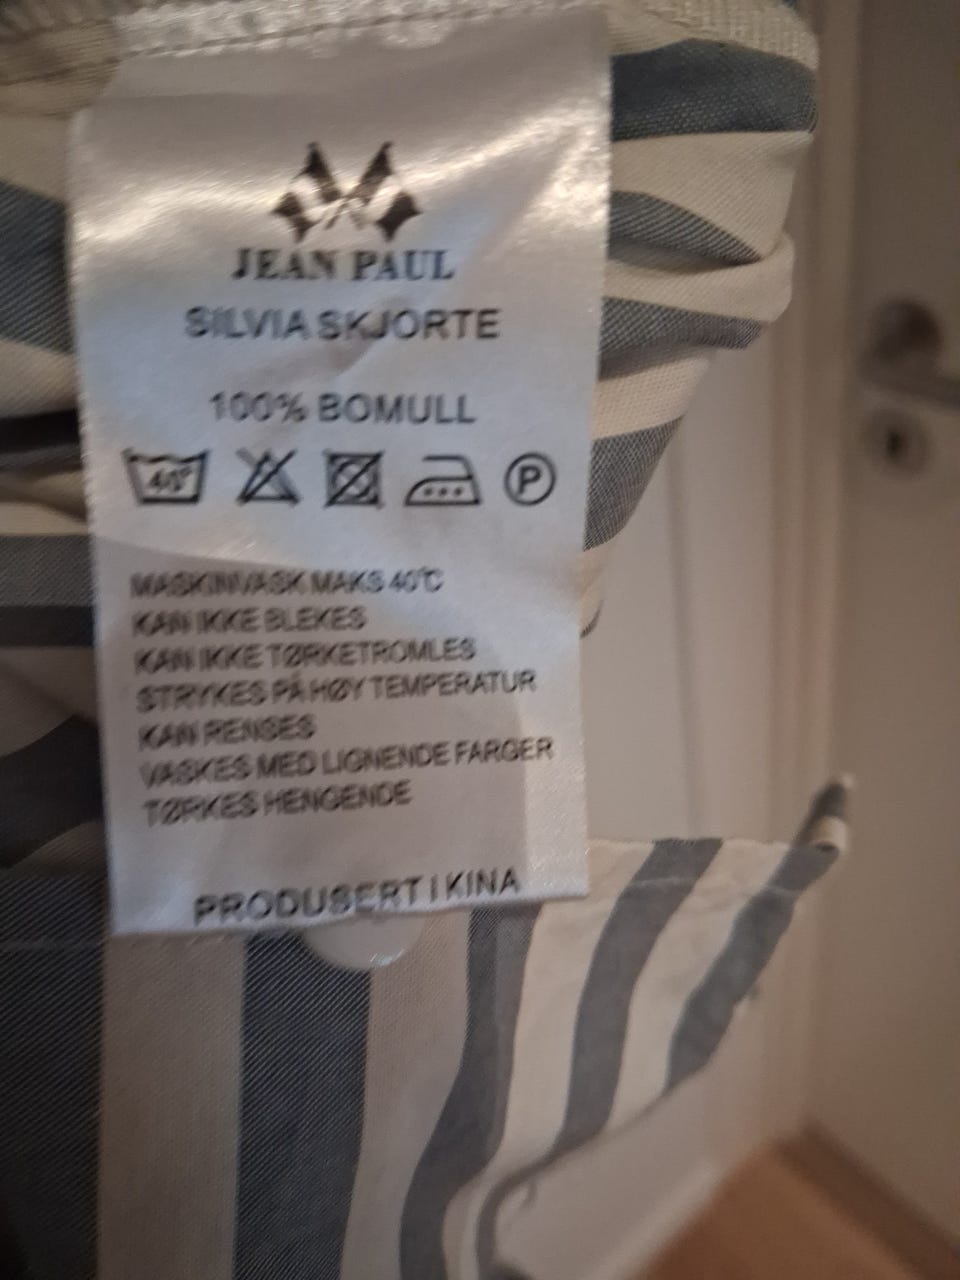 JEAN PAUL
SILVIA SKJORTE
100% BOMULL
40° P
MASKINVASK MAKS 40°C
KAN IKKE BLEKES
KAN IKKE TØRKETROMLES
STRYKES PÅ HØY TEMPERATUR
KAN RENSES
VASKES MED LIGNENDE FARGER
TØRKES HENGENDE
PRODUSERT I KINA